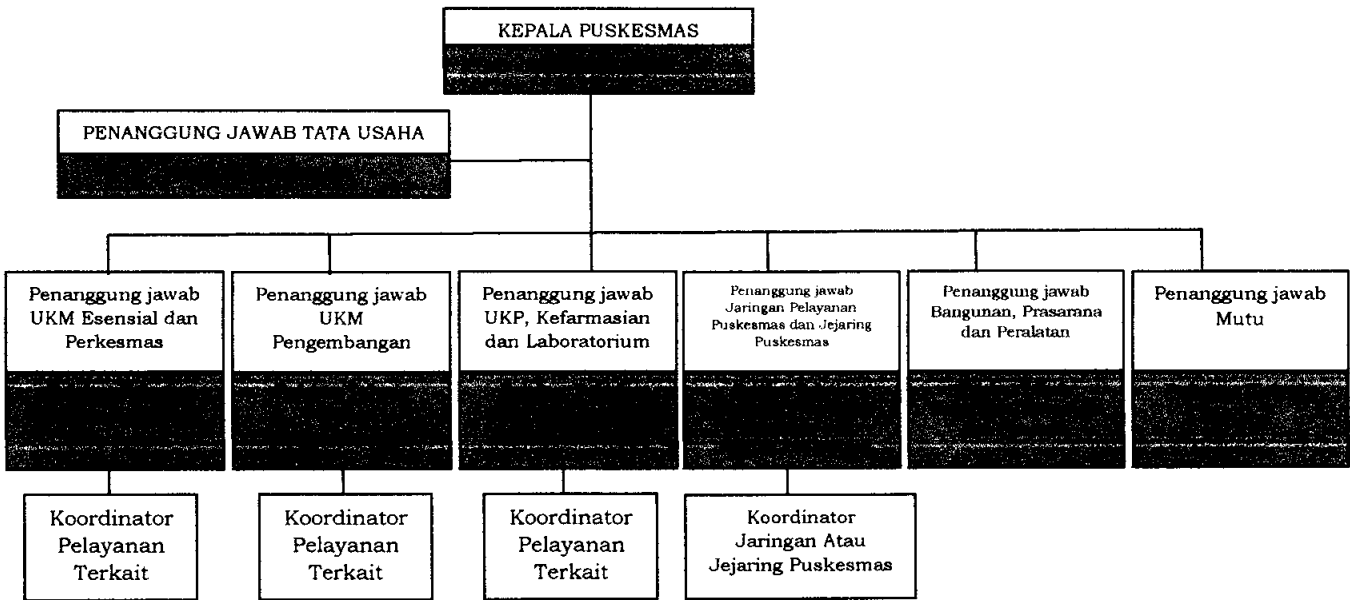 KEPALA PUSKESMAS
PENANGGUNG JAWAB TATA USAHA
Penanggung jawab
UKM Esensial dan
Perkesmas
Penanggung jawab
UKM
Pengembangan
Penanggung jawab
UKP, Kefarmasian
dan Laboratorium
Penanggung jawab
Jaringan Pelayanan
Puskesmas dan Jejaring
Puskesmas
Penanggung jawab
Bangunan, Prasarana
dan Peralatan
Penanggung jawab
Mutu
Koordinator
Pelayanan
Terkait
Koordinator
Pelayanan
Terkait
Koordinator
Pelayanan
Terkait
Koordinator
Jaringan Atau
Jejaring Puskesmas